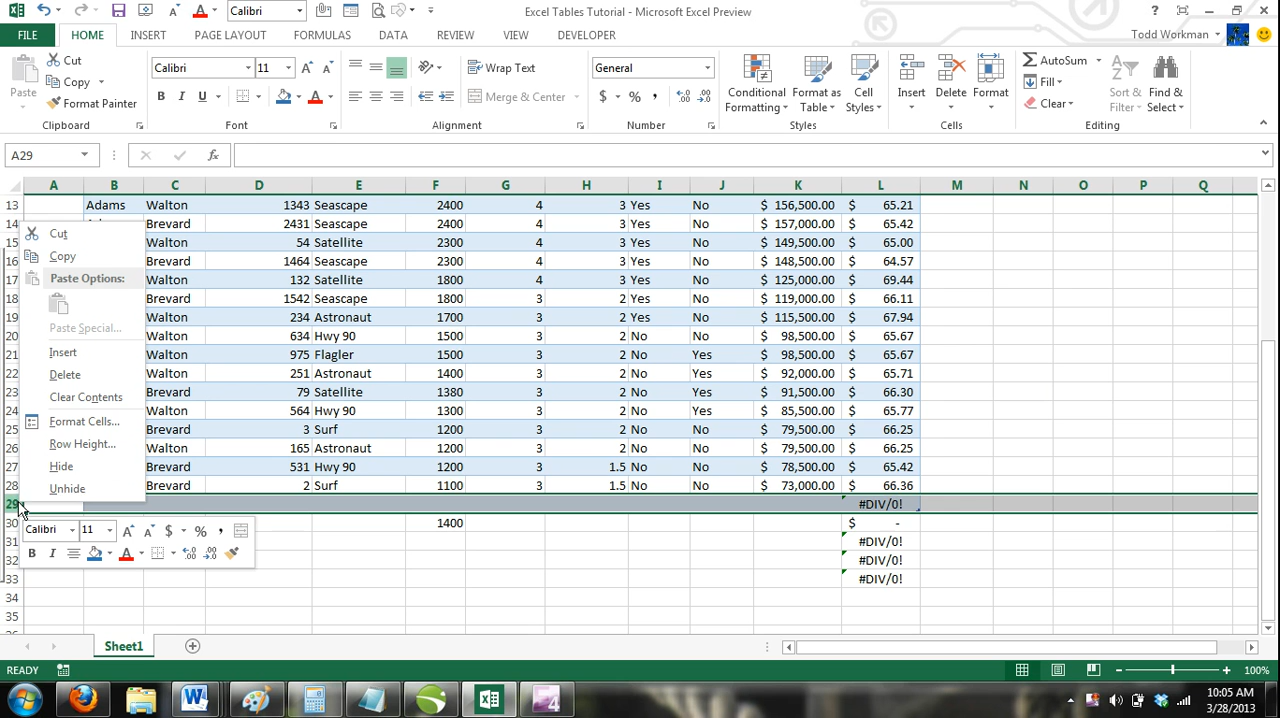 Calibri
Excel Tables Tutorial - Microsoft Excel Preview
?
FILE HOME INSERT PAGE LAYOUT FORMULAS DATA REVIEW VIEW DEVELOPER Todd Workman
Paste
Cut
Copy
Format Painter
Clipboard
Calibri 11
B I U
Font
Wrap Text
Merge & Center
Alignment
General
$ % ,
Number
Conditional Formatting
Format as Table
Cell Styles
Styles
Insert Delete Format
Cells
AutoSum
Fill
Clear
Sort & Filter
Find & Select
Editing
A29
A B C D E F G H I J K L M N O P Q
13 Adams Walton 1343 Seascape 2400 4 3 Yes No $ 156,500.00 $ 65.21
14 Brevard 2431 Seascape 2400 4 3 Yes No $ 157,000.00 $ 65.42
15 Walton 54 Satellite 2300 4 3 Yes No $ 149,500.00 $ 65.00
16 Brevard 1464 Seascape 2300 4 3 Yes No $ 148,500.00 $ 64.57
17 Walton 132 Satellite 1800 4 3 Yes No $ 125,000.00 $ 69.44
18 Brevard 1542 Seascape 1800 3 2 Yes No $ 119,000.00 $ 66.11
19 Walton 234 Astronaut 1700 3 2 Yes No $ 115,500.00 $ 67.94
20 Walton 634 Hwy 90 1500 3 2 No No $ 98,500.00 $ 65.67
21 Walton 975 Flagler 1500 3 2 No Yes $ 98,500.00 $ 65.67
22 Walton 251 Astronaut 1400 3 2 No Yes $ 92,000.00 $ 65.71
23 Brevard 79 Satellite 1380 3 2 No Yes $ 91,500.00 $ 66.30
24 Walton 564 Hwy 90 1300 3 2 No Yes $ 85,500.00 $ 65.77
25 Brevard 3 Surf 1200 3 2 No No $ 79,500.00 $ 66.25
26 Walton 165 Astronaut 1200 3 2 No No $ 79,500.00 $ 66.25
27 Brevard 531 Hwy 90 1200 3 1.5 No No $ 78,500.00 $ 65.42
28 Brevard 2 Surf 1100 3 1.5 No No $ 73,000.00 $ 66.36
29 #DIV/0!
30 1400 $ -
31 #DIV/0!
32 #DIV/0!
33 #DIV/0!
34
35
Cut
Copy
Paste Options:
Paste Special...
Insert
Delete
Clear Contents
Format Cells...
Row Height...
Hide
Unhide
Calibri 11 A A $ % ,
B I A
Sheet1
READY 100%
10:05 AM
3/28/2013